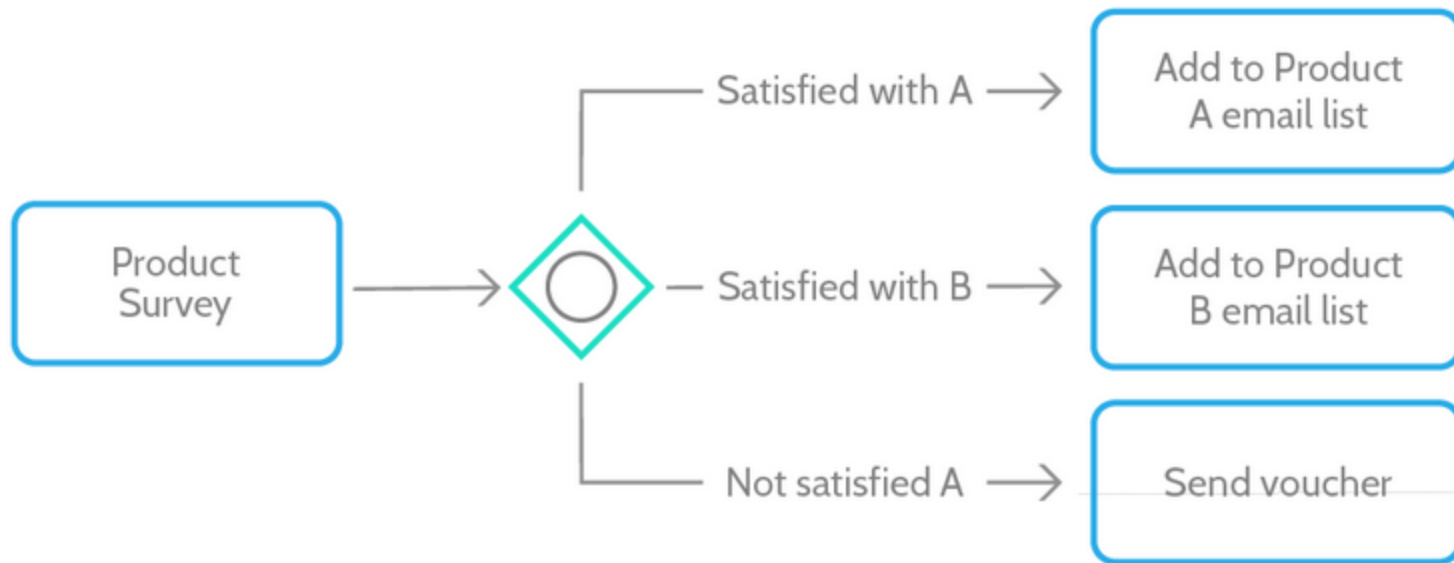 Satisfied with A
Add to Product
A email list
Product
Survey
Satisfied with B
Add to Product
B email list
Not satisfied A
Send voucher